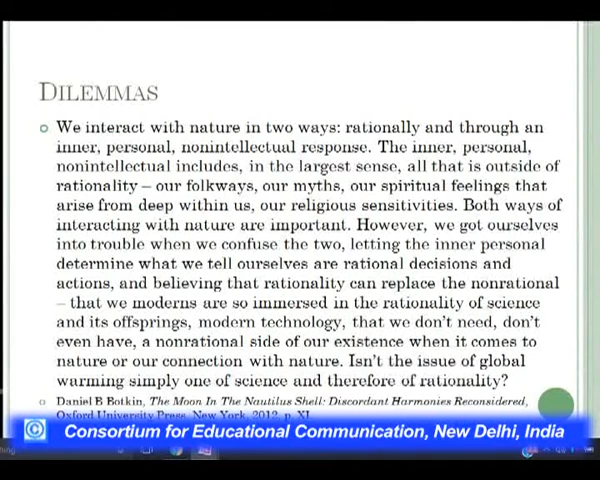 DILEMMAS
We interact with nature in two ways: rationally and through an
inner, personal, nonintellectual response. The inner, personal,
nonintellectual includes, in the largest sense, all that is outside of
rationality – our folkways, our myths, our spiritual feelings that
arise from deep within us, our religious sensitivities. Both ways of
interacting with nature are important. However, we got ourselves
into trouble when we confuse the two, letting the inner personal
determine what we tell ourselves are rational decisions and
actions, and believing that rationality can replace the nonrational
– that we moderns are so immersed in the rationality of science
and its offsprings, modern technology, that we don't need, don't
even have, a nonrational side of our existence when it comes to
nature or our connection with nature. Isn't the issue of global
warming simply one of science and therefore of rationality?
Daniel B Botkin, The Moon In The Nautilus Shell: Discordant Harmonies Reconsidered,
Oxford University Press, New York, 2012, p. XI
© Consortium for Educational Communication, New Delhi, India